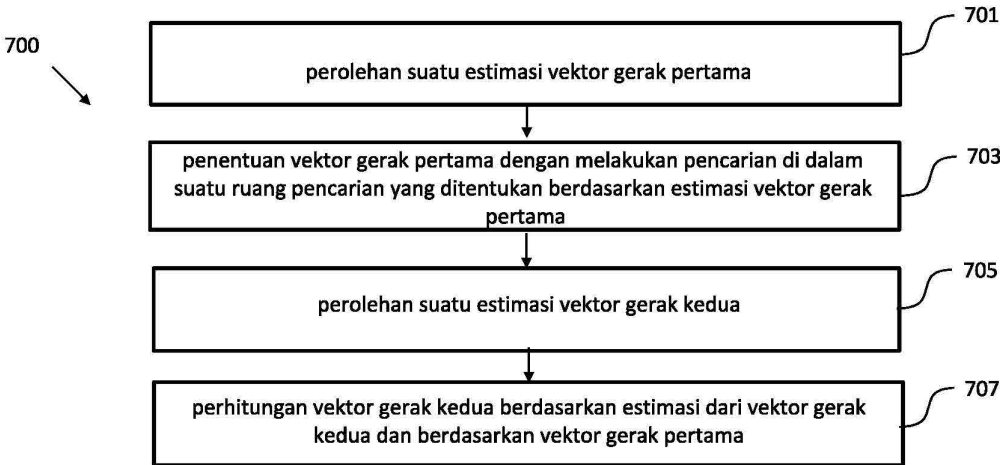 700
701
perolehan suatu estimasi vektor gerak pertama
penentuan vektor gerak pertama dengan melakukan pencarian di dalam
suatu ruang pencarian yang ditentukan berdasarkan estimasi vektor gerak
pertama
703
perolehan suatu estimasi vektor gerak kedua
705
perhitungan vektor gerak kedua berdasarkan estimasi dari vektor gerak
kedua dan berdasarkan vektor gerak pertama
707